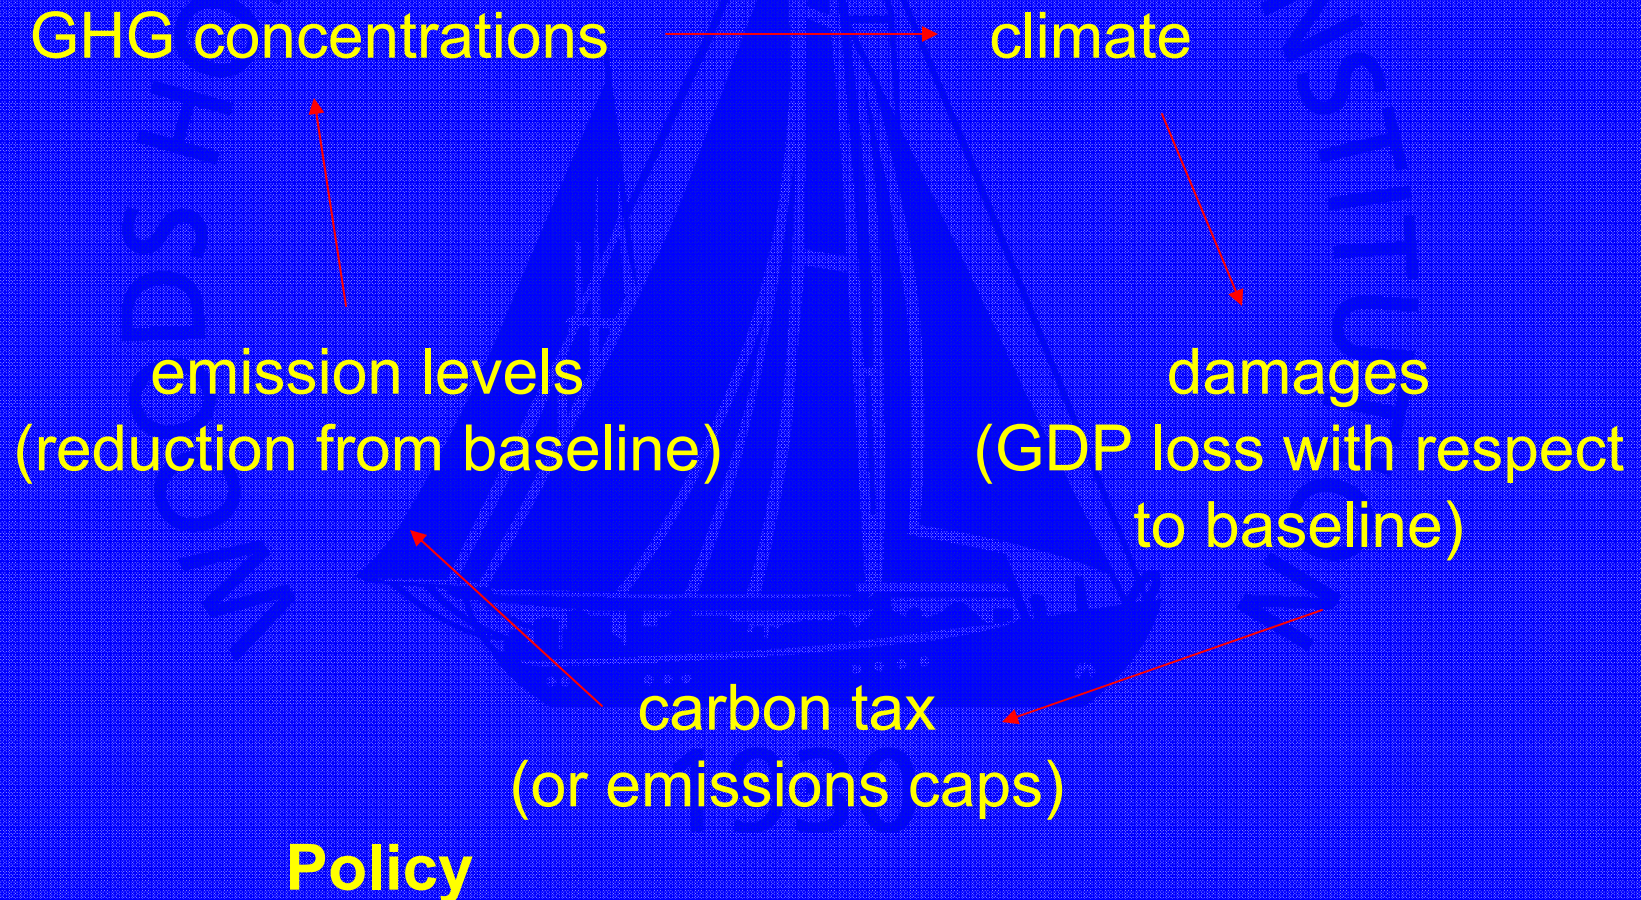 GHG concentrations
climate
emission levels
(reduction from baseline)
damages
(GDP loss with respect
to baseline)
carbon tax
(or emissions caps)
1930
Policy